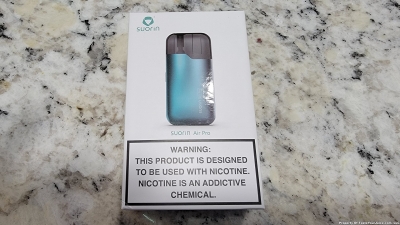 suorin
suorin Air Pro
WARNING:
THIS PRODUCT IS DESIGNED
TO BE USED WITH NICOTINE.
NICOTINE IS AN ADDICTIVE
CHEMICAL.